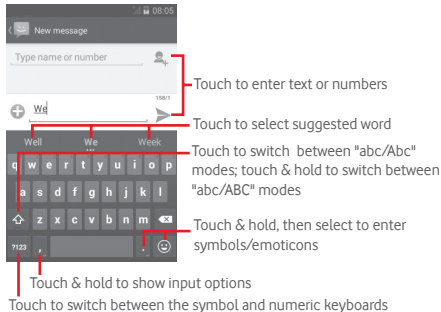 08:05
New message
Type name or number
Touch to enter text or numbers
We
158/1
Touch to select suggested word
Well We Week
Touch to switch between "abc/Abc"
modes; touch & hold to switch between
"abc/ABC" modes
q w e r t y u i o p
a s d f g h j k l
z x c v b n m
Touch & hold, then select to enter
symbols/emoticons
?123 , .
Touch & hold to show input options
Touch to switch between the symbol and numeric keyboards